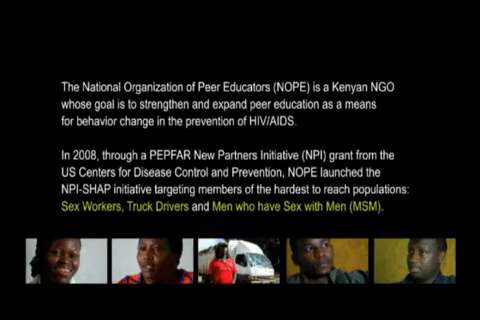 The National Organization of Peer Educators (NOPE) is a Kenyan NGO
whose goal is to strengthen and expand peer education as a means
for behavior change in the prevention of HIV/AIDS.
In 2008, through a PEPFAR New Partners Initiative (NPI) grant from the
US Centers for Disease Control and Prevention, NOPE launched the
NPI-SHAP initiative targeting members of the hardest to reach populations:
Sex Workers, Truck Drivers and Men who have Sex with Men (MSM).